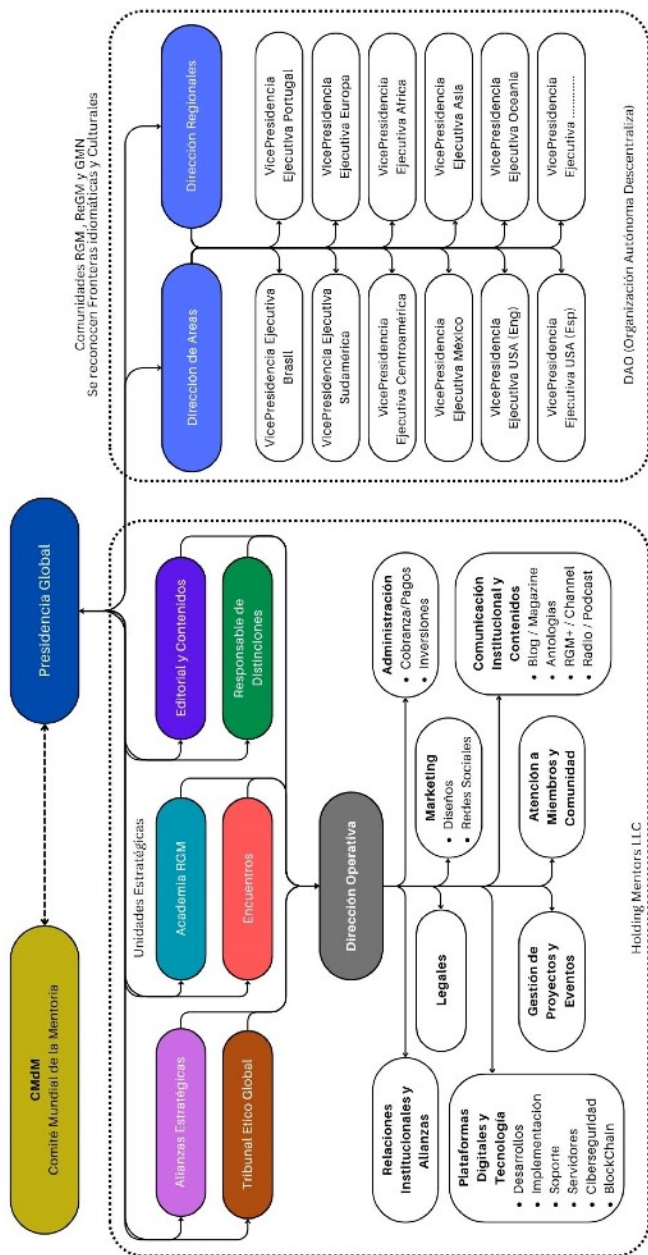 CMdM
Comité Mundial de la Mentoria
Presidencia Global
Unidades Estratégicas
Alianzas Estratégicas
Academia RGM
Editorial y Contenidos
Tribunal Etico Global
Encuentros
Responsable de
Distinciones
Dirección Operativa
Relaciones
Institucionales y
Alianzas
Legales
Marketing
• Diseños
• Redes Sociales
Administración
• Cobranza/Pagos
• Inversiones
Plataformas
Digitales y
Tecnología
• Desarrollos
• Implementación
• Soporte
• Servidores
• Ciberseguridad
• BlockChain
Gestión de
Proyectos y
Eventos
Atención a
Miembros y
Comunidad
Comunicación
Institucional y
Contenidos
• Blog / Magazine
• Antologías
• RGM+ / Channel
• Radio / Podcast
Holding Mentors LLC
Comunidades RGM, ReGM y GMN
Se reconocen Fronteras idiomáticas y Culturales
Dirección de Areas
Dirección Regionales
VicePresidencia Ejecutiva
Brasil
VicePresidencia
Ejecutiva Portugal
VicePresidencia Ejecutiva
Sudamérica
VicePresidencia
Ejecutiva Europa
VicePresidencia
Ejecutiva Centroamérica
VicePresidencia
Ejecutiva Africa
VicePresidencia
Ejecutiva México
VicePresidencia
Ejecutiva Asia
VicePresidencia
Ejecutiva USA (Eng)
VicePresidencia
Ejecutiva Oceanía
VicePresidencia
Ejecutiva USA (Esp)
VicePresidencia
Ejecutiva ..............
DAO (Organización Autónoma Descentraliza)